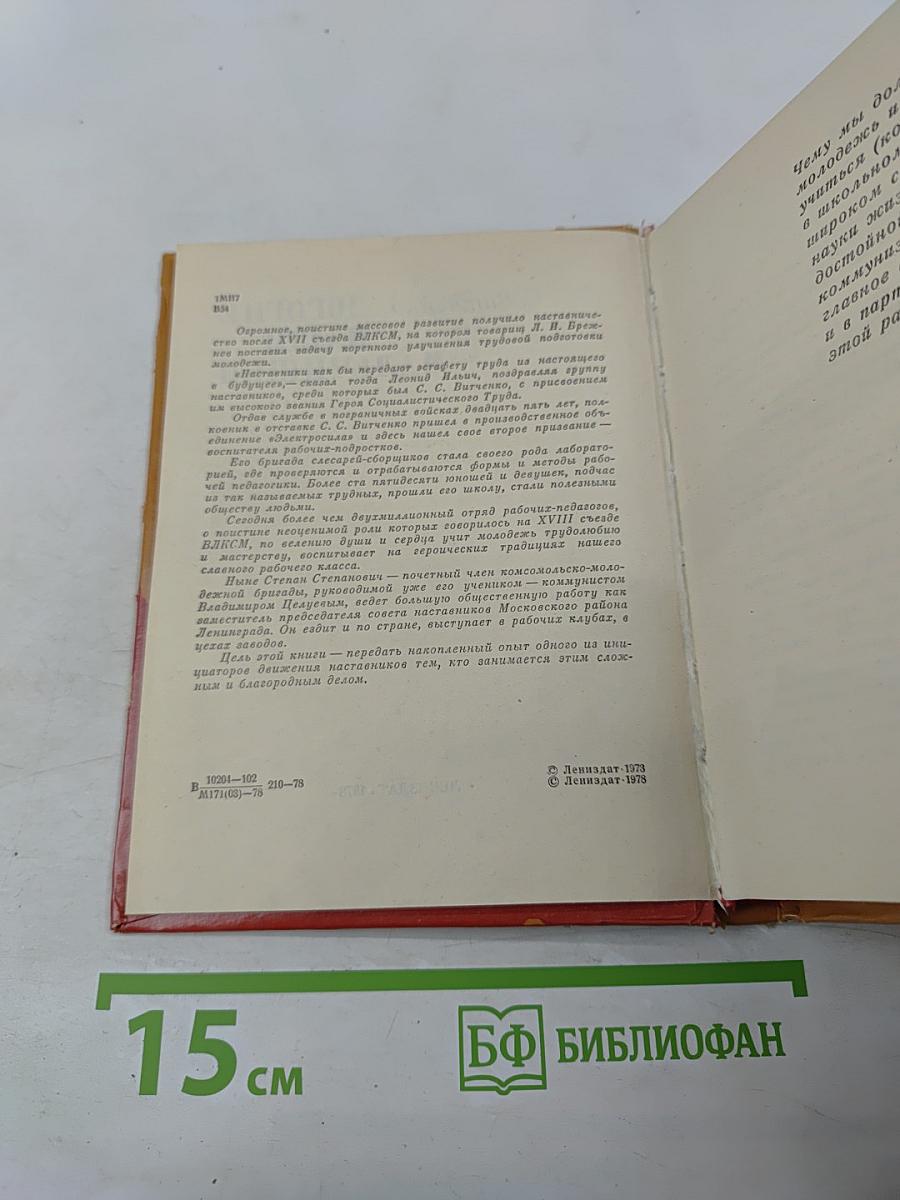 1МП7
В54
Огромное, поистине массовое развитие получило наставниче-
ство после XVII съезда ВЛКСМ, на котором товарищ Л. И. Бреж-
нев поставил задачу коренного улучшения трудовой подготовки
молодежи.
«Наставники как бы передают эстафету труда из настоящего
в будущее»,— сказал тогда Леонид Ильич, поздравляя группу
наставников, среди которых был С. С. Витченко, с присвоением
им высокого звания Героя Социалистического Труда.
Отдав службе в пограничных войсках двадцать пять лет, пол-
ковник в отставке С. С. Витченко пришел в производственное объ-
единение «Электросила» и здесь нашел свое второе призвание —
воспитателя рабочих-подростков.
Его бригада слесарей-сборщиков стала своего рода лаборато-
рией, где проверяются и отрабатываются формы и методы рабо-
чей педагогики. Более ста пятидесяти юношей и девушек, подчас
из так называемых трудных, прошли его школу, стали полезными
обществу людьми.
Сегодня более чем двухмиллионный отряд рабочих-педагогов,
о поистине неоценимой роли которых говорилось на XVIII съезде
ВЛКСМ, по велению души и сердца учит молодежь трудолюбию
и мастерству, воспитывает на героических традициях нашего
славного рабочего класса.
Ныне Степан Степанович — почетный член комсомольско-моло-
дежной бригады, руководимой уже его учеником — коммунистом
Владимиром Целуевым, ведет большую общественную работу как
заместитель председателя совета наставников Московского района
Ленинграда. Он ездит и по стране, выступает в рабочих клубах, в
цехах заводов.
Цель этой книги — передать накопленный опыт одного из ини-
циаторов движения наставников тем, кто занимается этим слож-
ным и благородным делом.
В 10204—102
М171(03)—78 210—78
© Лениздат·1973
© Лениздат·1978
Чему мы дол
молодежь и
учиться (ко
в школьном
широком с
науки жиз
достойной
коммуниз
главное
и в парт
этой ра
15 см
БФ БИБЛИОФАН